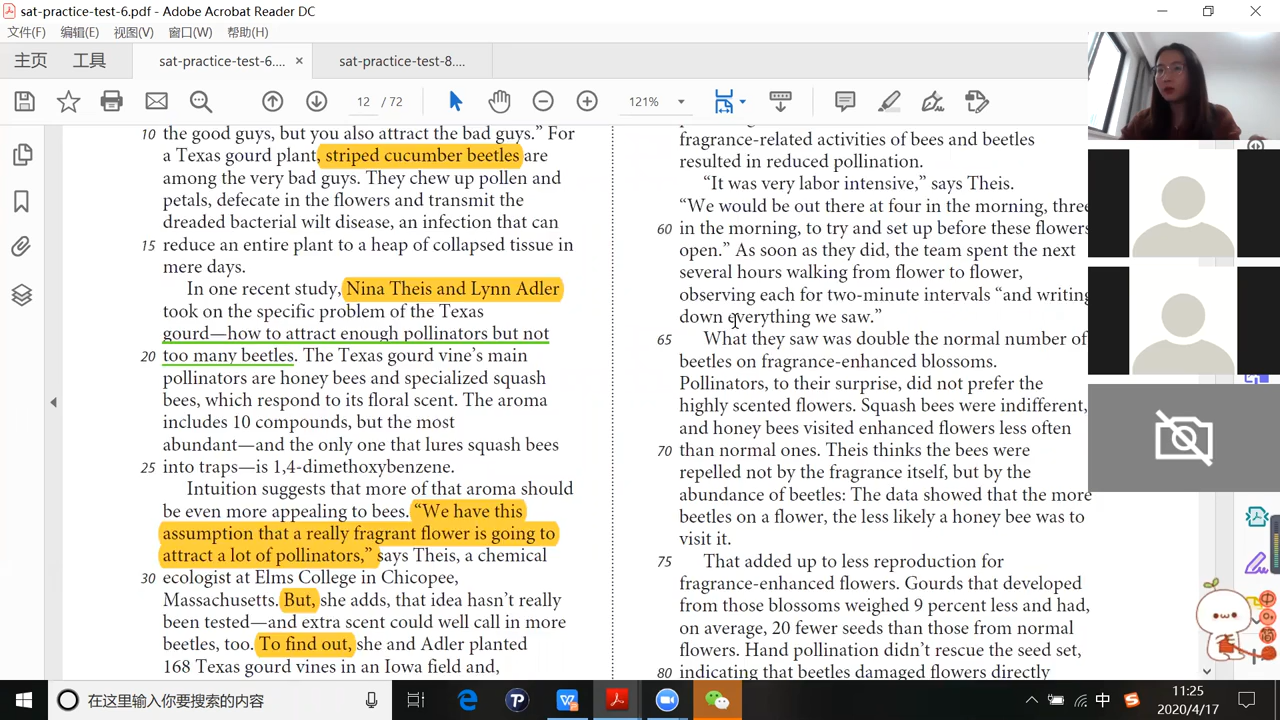 sat-practice-test-6.pdf - Adobe Acrobat Reader DC
文件(F) 编辑(E) 视图(V) 窗口(W) 帮助(H)
主页 工具 sat-practice-test-6.... × sat-practice-test-8....
12 / 72 121%
10 the good guys, but you also attract the bad guys.” For
a Texas gourd plant, striped cucumber beetles are
among the very bad guys. They chew up pollen and
petals, defecate in the flowers and transmit the
dreaded bacterial wilt disease, an infection that can
15 reduce an entire plant to a heap of collapsed tissue in
mere days.
In one recent study, Nina Theis and Lynn Adler
took on the specific problem of the Texas
gourd—how to attract enough pollinators but not
20 too many beetles. The Texas gourd vine’s main
pollinators are honey bees and specialized squash
bees, which respond to its floral scent. The aroma
includes 10 compounds, but the most
abundant—and the only one that lures squash bees
25 into traps—is 1,4-dimethoxybenzene.
Intuition suggests that more of that aroma should
be even more appealing to bees. “We have this
assumption that a really fragrant flower is going to
attract a lot of pollinators,” says Theis, a chemical
30 ecologist at Elms College in Chicopee,
Massachusetts. But, she adds, that idea hasn’t really
been tested—and extra scent could well call in more
beetles, too. To find out, she and Adler planted
168 Texas gourd vines in an Iowa field and,
fragrance-related activities of bees and beetles
resulted in reduced pollination.
“It was very labor intensive,” says Theis.
“We would be out there at four in the morning, three
60 in the morning, to try and set up before these flowers
open.” As soon as they did, the team spent the next
several hours walking from flower to flower,
observing each for two-minute intervals “and writing
down everything we saw.”
65 What they saw was double the normal number of
beetles on fragrance-enhanced blossoms.
Pollinators, to their surprise, did not prefer the
highly scented flowers. Squash bees were indifferent,
and honey bees visited enhanced flowers less often
70 than normal ones. Theis thinks the bees were
repelled not by the fragrance itself, but by the
abundance of beetles: The data showed that the more
beetles on a flower, the less likely a honey bee was to
visit it.
75 That added up to less reproduction for
fragrance-enhanced flowers. Gourds that developed
from those blossoms weighed 9 percent less and had,
on average, 20 fewer seeds than those from normal
flowers. Hand pollination didn’t rescue the seed set,
80 indicating that beetles damaged flowers directly
在这里输入你要搜索的内容
中
11:25
2020/4/17